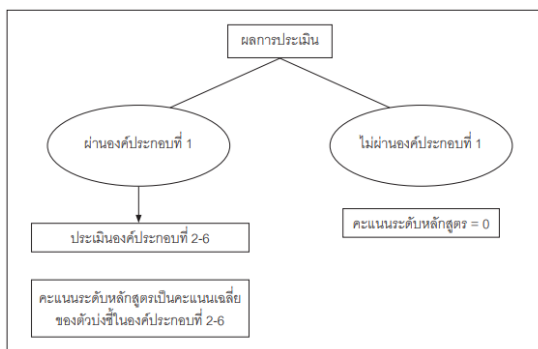 ผลการประเมิน
ผ่านองค์ประกอบที่ 1
ไม่ผ่านองค์ประกอบที่ 1
ประเมินองค์ประกอบที่ 2-6
คะแนนระดับหลักสูตร = 0
คะแนนระดับหลักสูตรเป็นคะแนนเฉลี่ย
ของตัวบ่งชี้ในองค์ประกอบที่ 2-6